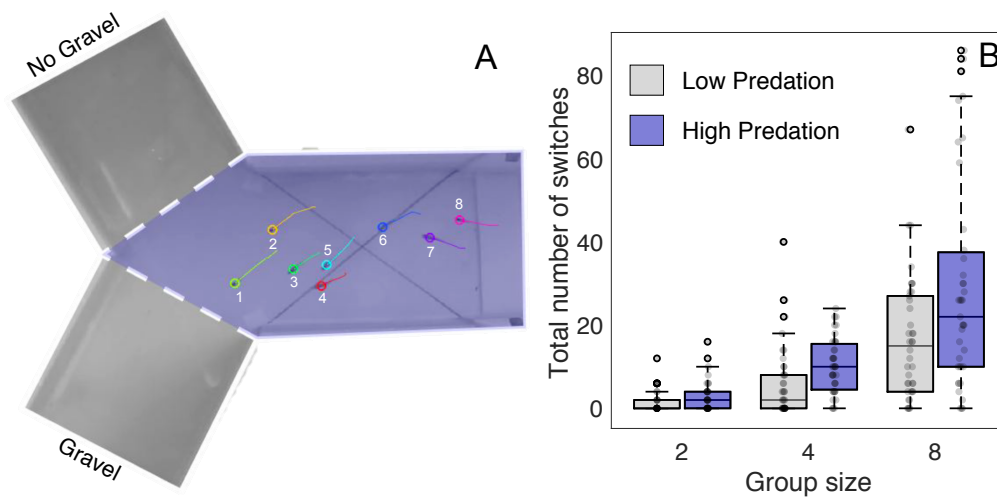 A
No Gravel
Gravel
1
2
3
4
5
6
7
8
B
Low Predation
High Predation
Total number of switches
80
60
40
20
0
2
4
8
Group size